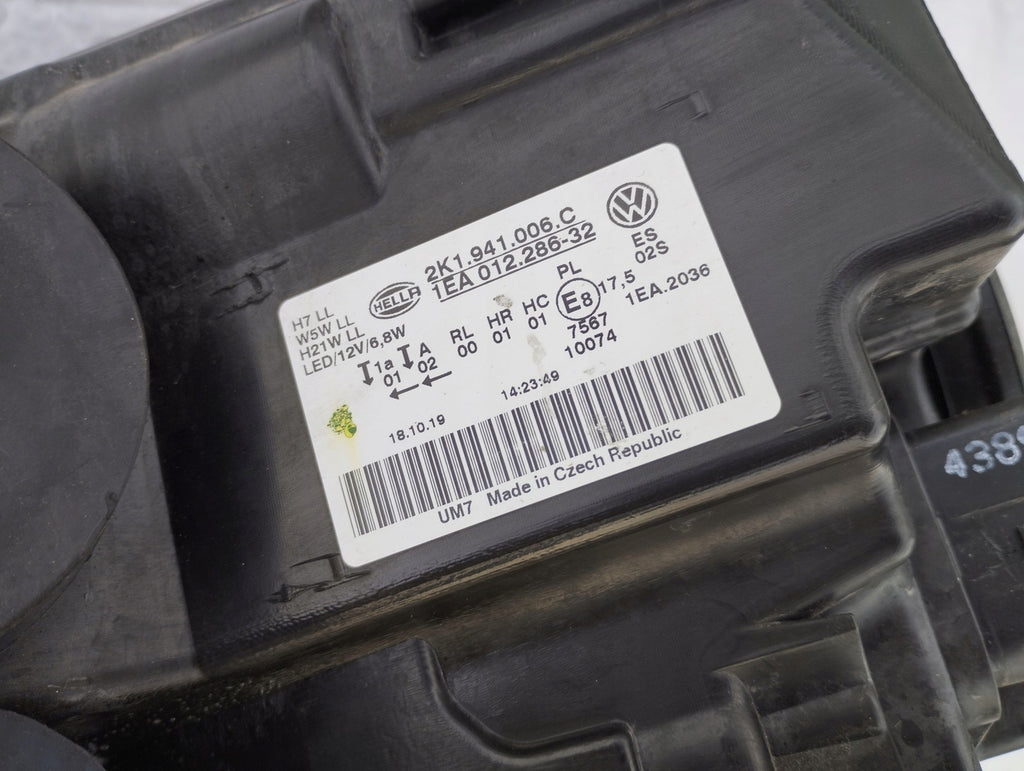 2K1.941.006.C
HELLA 1EA 012.286-32
H7 LL
W5W LL
H21W LL
LED/12V/6,8W
1a
01
A
02
RL
00
HR
01
HC
01
PL
E8
17,5
7567
10074
ES
02S
1EA.2036
18.10.19
14:23:49
UM7 Made in Czech Republic
438